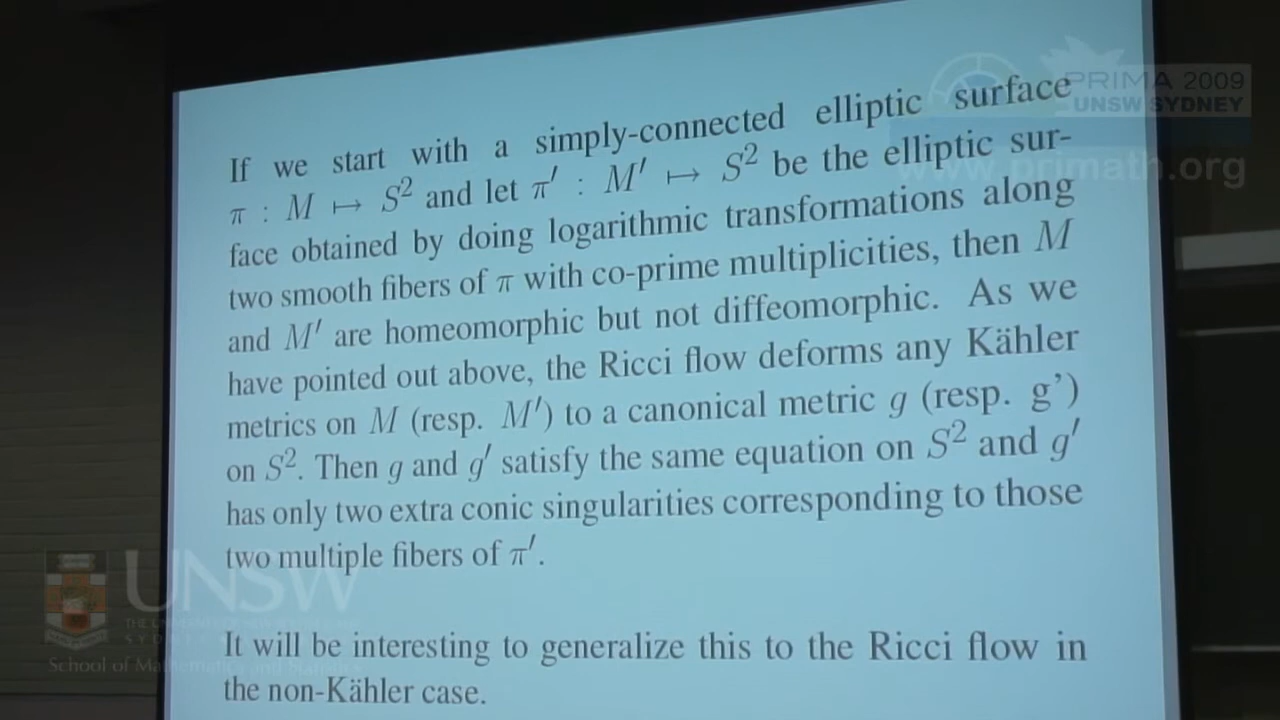 PRIMA 2009
UNSW SYDNEY
www.primath.org
If we start with a simply-connected elliptic surface
π : M ↦ S² and let π′ : M′ ↦ S² be the elliptic sur-
face obtained by doing logarithmic transformations along
two smooth fibers of π with co-prime multiplicities, then M
and M′ are homeomorphic but not diffeomorphic. As we
have pointed out above, the Ricci flow deforms any Kähler
metrics on M (resp. M′) to a canonical metric g (resp. g’)
on S². Then g and g′ satisfy the same equation on S² and g′
has only two extra conic singularities corresponding to those
two multiple fibers of π′.
It will be interesting to generalize this to the Ricci flow in
the non-Kähler case.
UNSW
School of Mathematics and Statistics